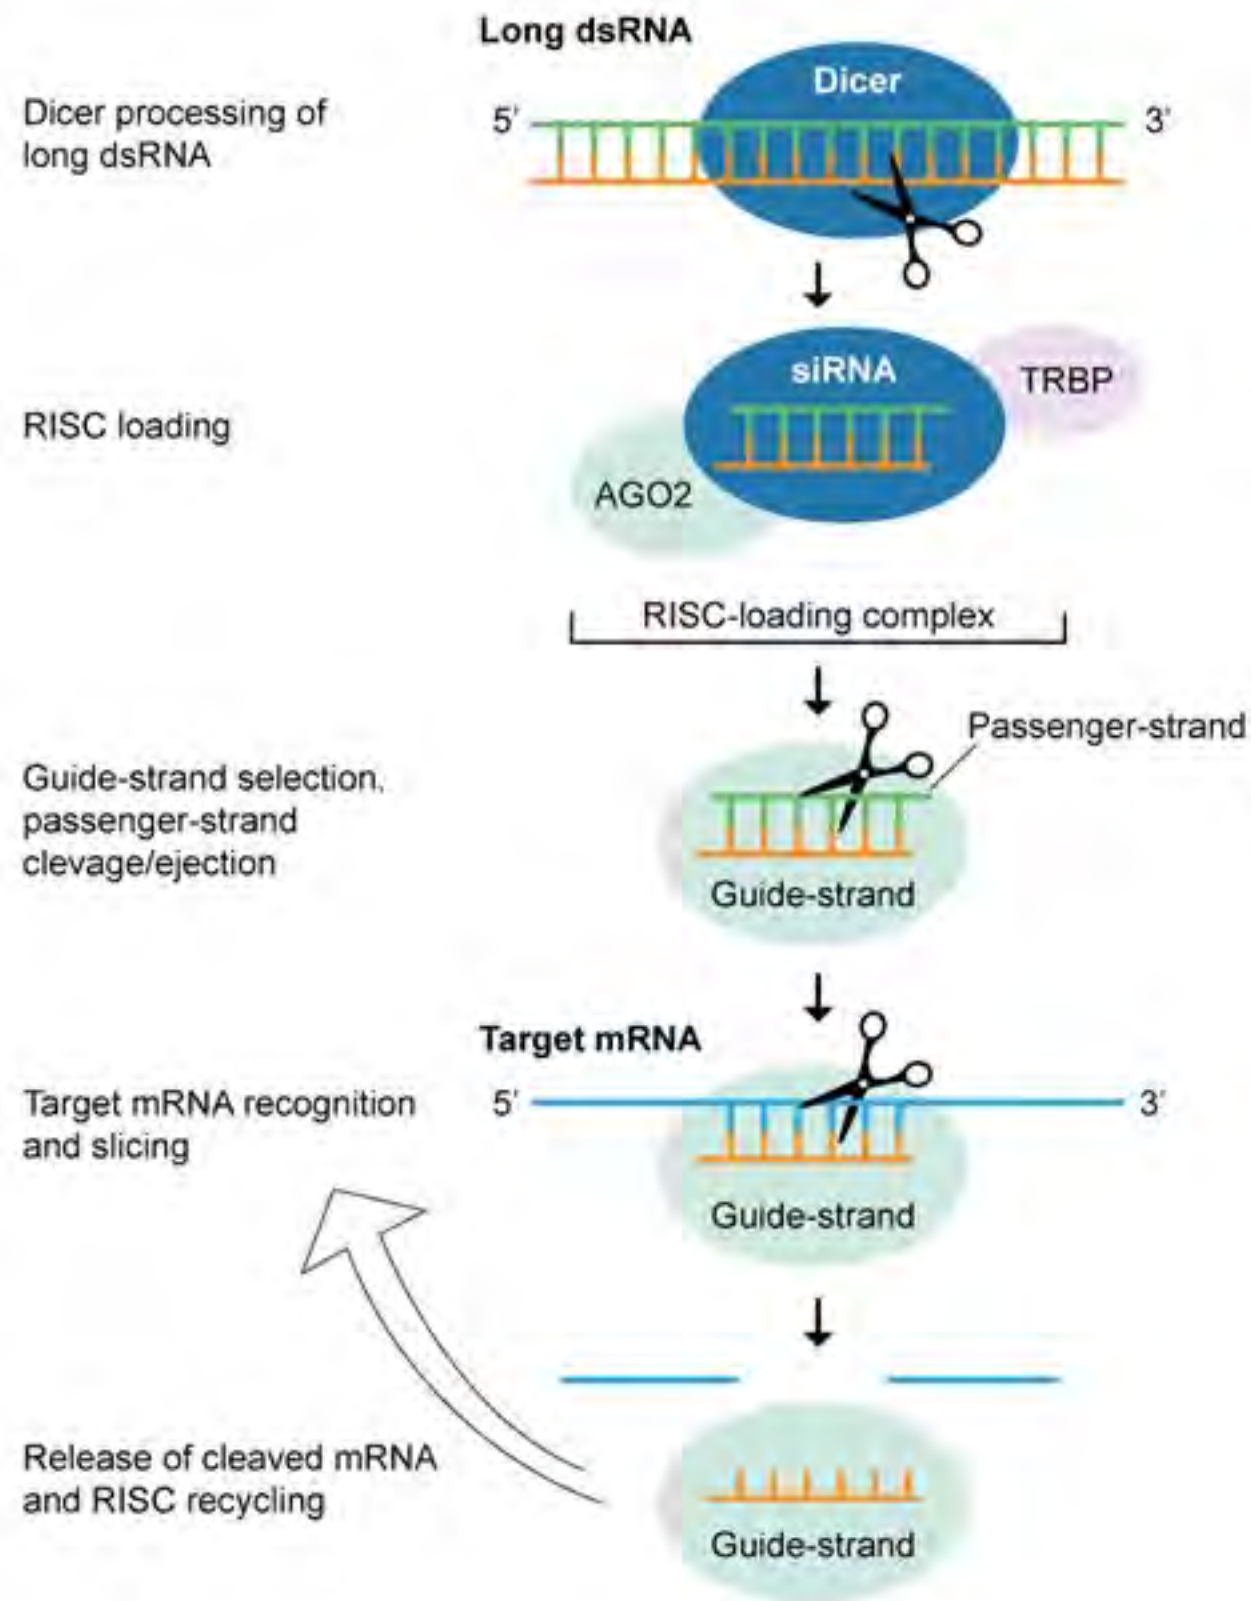 Long dsRNA
Dicer processing of
long dsRNA
Dicer
5′
3′
RISC loading
siRNA
TRBP
AGO2
RISC-loading complex
Passenger-strand
Guide-strand selection,
passenger-strand
clevage/ejection
Guide-strand
Target mRNA
Target mRNA recognition
and slicing
5′
3′
Guide-strand
Release of cleaved mRNA
and RISC recycling
Guide-strand